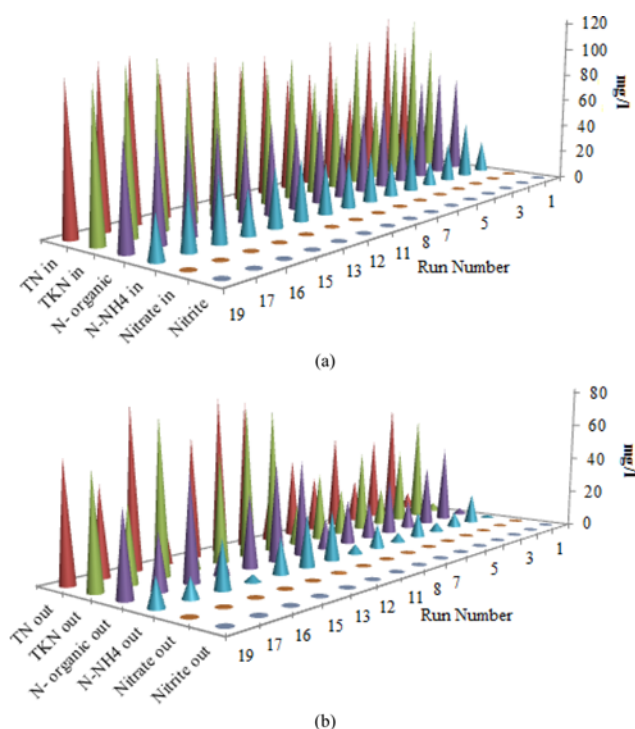 120
100
80
60
40
20
0
mg/l
TN in
TKN in
N- organic
N-NH4 in
Nitrate in
Nitrite
19
17
16
15
13
12
11
8
7
5
3
1
Run Number
(a)
80
60
40
20
0
mg/l
TN out
TKN out
N- organic out
N-NH4 out
Nitrate out
Nitrite out
19
17
16
15
13
12
11
8
7
5
3
1
Run Number
(b)